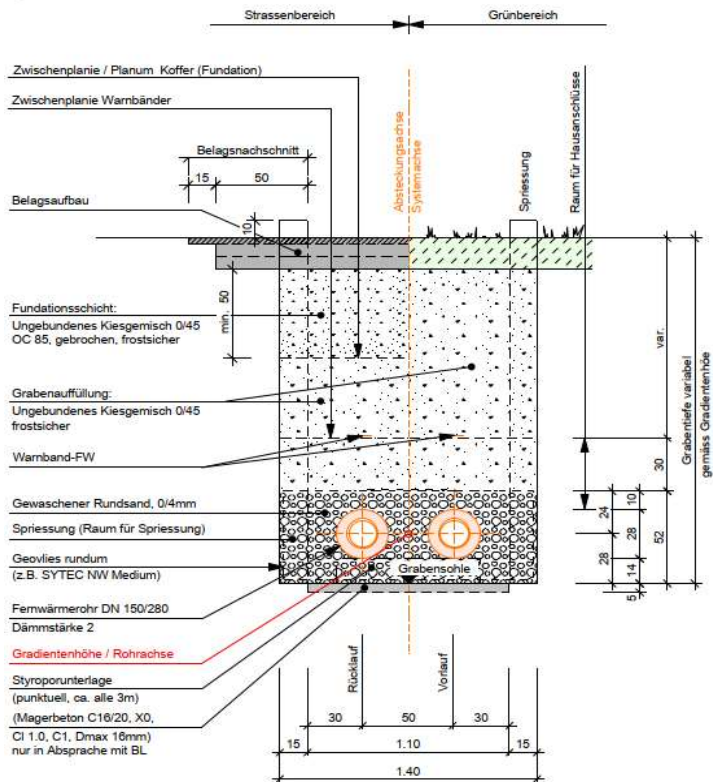 Strassenbereich
Grünbereich
Zwischenplanie / Planum Koffer (Fundation)
Zwischenplanie Warnbänder
Absteckungsachse
Systemachse
Spriessung
Raum für Hausanschlüsse
Belagsnachschnitt
15
50
Belagsaufbau
10
min. 50
Fundationsschicht:
Ungebundenes Kiesgemisch 0/45
OC 85, gebrochen, frostsicher
Grabenauffüllung:
Ungebundenes Kiesgemisch 0/45
frostsicher
Warnband-FW
var.
Grabentiefe variabel
gemäss Gradientenhöe
30
Gewaschener Rundsand, 0/4mm
Spriessung (Raum für Spriessung)
Geovlies rundum
(z.B. SYTEC NW Medium)
24
10
28
52
28
14
5
Grabensohle
Fernwärmerohr DN 150/280
Dämmstärke 2
Gradientenhöhe / Rohrachse
Styroporunterlage
(punktuell, ca. alle 3m)
(Magerbeton C16/20, X0,
Cl 1.0, C1, Dmax 16mm)
nur in Absprache mit BL
Rücklauf
Vorlauf
30
50
30
15
1.10
15
1.40